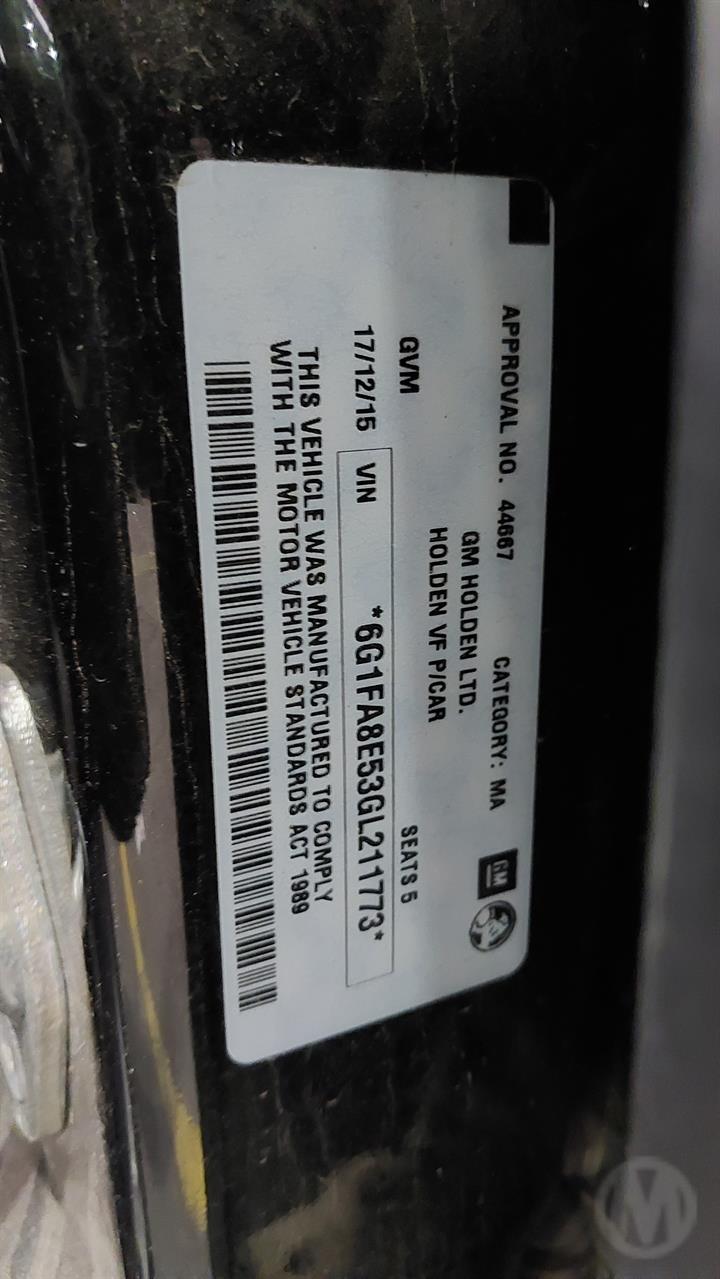 APPROVAL NO. 44667 CATEGORY: MA GM
GM HOLDEN LTD.
HOLDEN VF P/CAR
GVM SEATS 5
17/12/15 VIN *6G1FA8E53GL211773*
THIS VEHICLE WAS MANUFACTURED TO COMPLY
WITH THE MOTOR VEHICLE STANDARDS ACT 1989
M